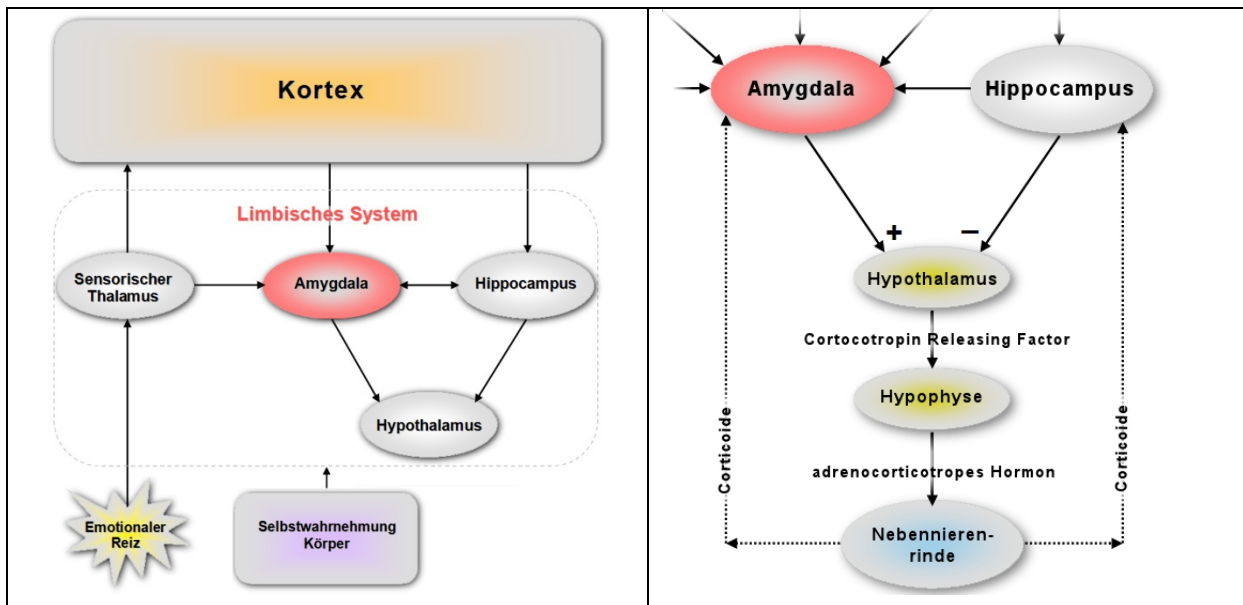 Kortex
Limbisches System
Sensorischer
Thalamus
Amygdala
Hippocampus
Hypothalamus
Emotionaler
Reiz
Selbstwahrnehmung
Körper
Amygdala
Hippocampus
+
–
Hypothalamus
Cortocotropin Releasing Factor
Hypophyse
Corticoide
Corticoide
adrenocorticotropes Hormon
Nebennieren-
rinde